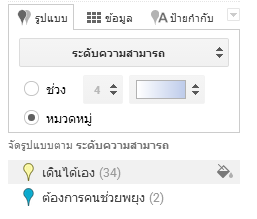 รูปแบบ ข้อมูล ป้ายกำกับ
ระดับความสามารถ
ช่วง 4
หมวดหมู่
จัดรูปแบบตาม ระดับความสามารถ
เดินได้เอง (34)
ต้องการคนช่วยพยุง (2)